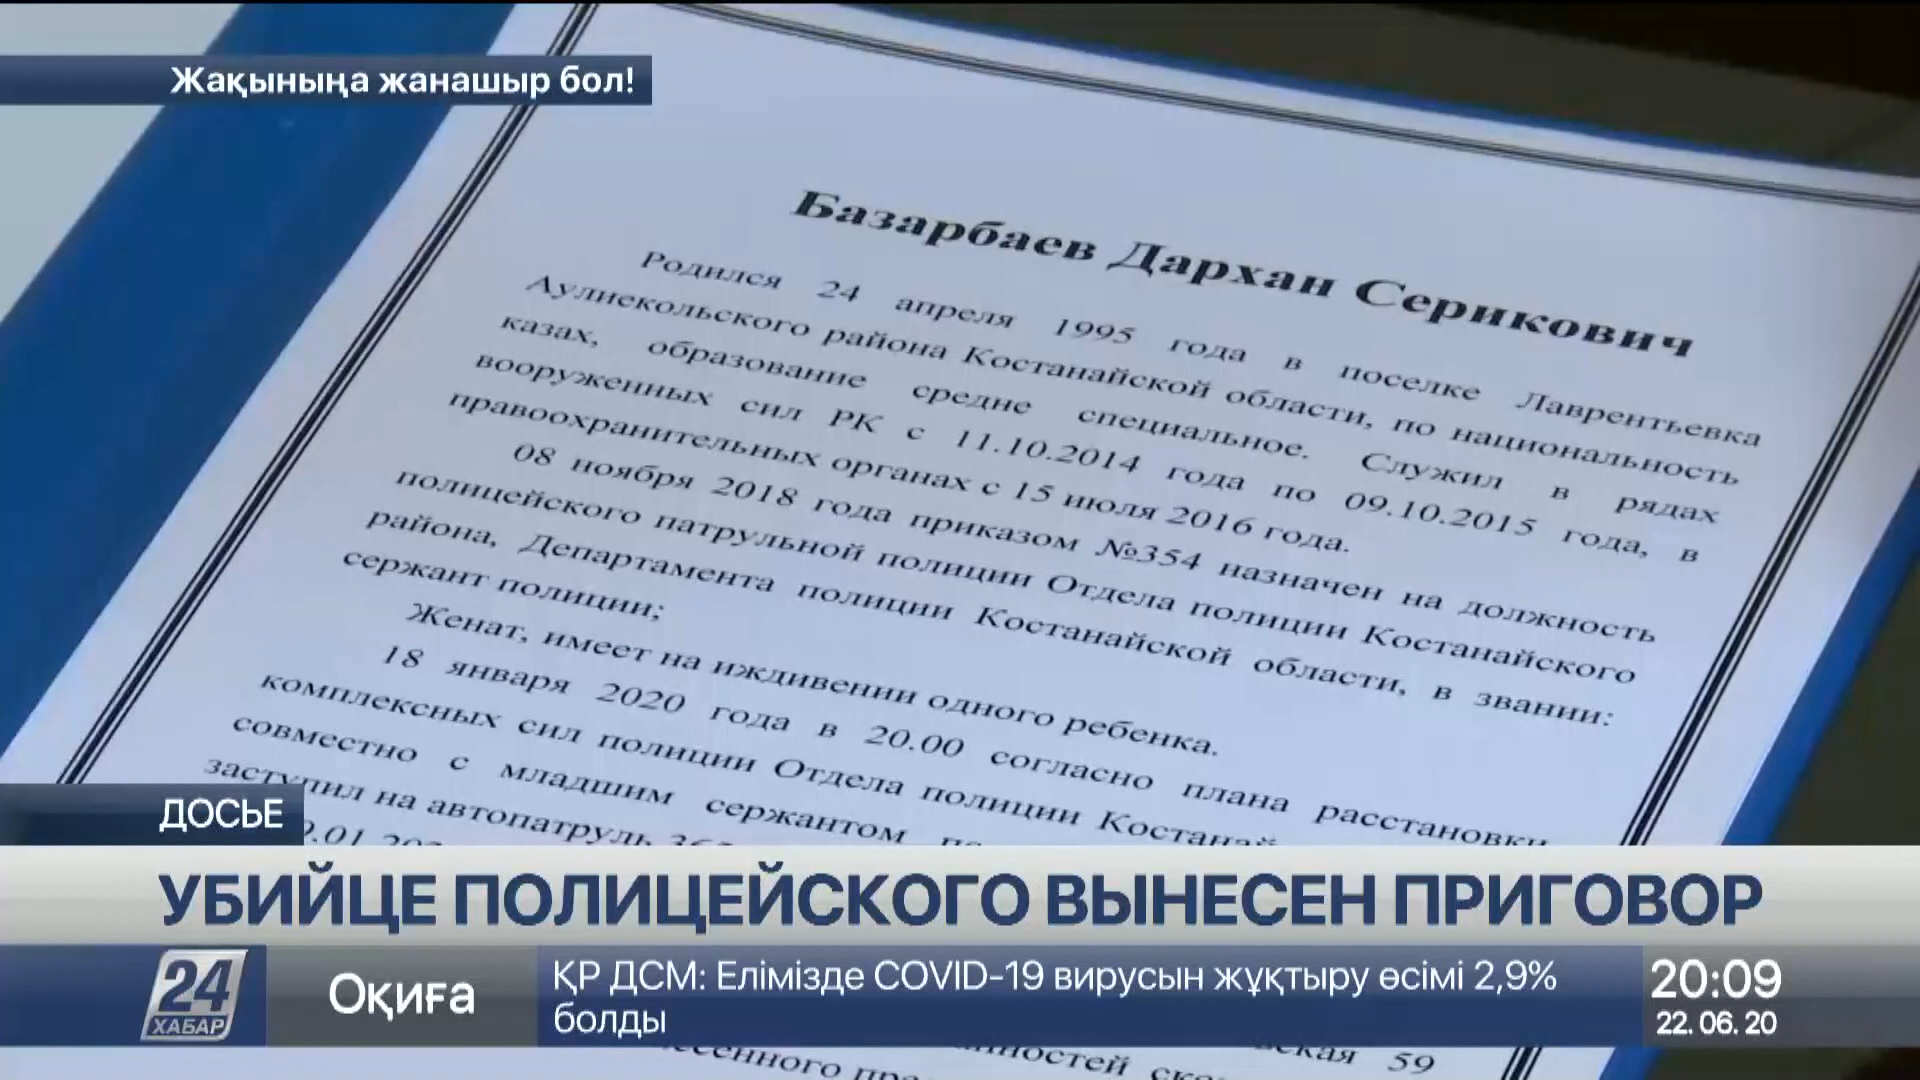 Жақыныңа жанашыр бол!
Базарбаев Дархан Серикович
Родился 24 апреля 1995 года в поселке Лаврентьевка
Аулиекольского района Костанайской области, по национальность
казах, образование средне специальное. Служил в рядах
вооруженных сил РК с 11.10.2014 года по 09.10.2015 года, в
правоохранительных органах с 15 июля 2016 года.
08 ноября 2018 года приказом №354 назначен на должность
полицейского патрульной полиции Отдела полиции Костанайского
района, Департамента полиции Костанайской области, в звании:
сержант полиции;
Женат, имеет на иждивении одного ребенка.
18 января 2020 года в 20.00 согласно плана расстановки
комплексных сил полиции Отдела полиции
совместно с младшим сержантом
заступил на автопатруль
ДОСЬЕ
УБИЙЦЕ ПОЛИЦЕЙСКОГО ВЫНЕСЕН ПРИГОВОР
24
ХАБАР
Оқиға
ҚР ДСМ: Елімізде COVID-19 вирусын жұқтыру өсімі 2,9%
болды
20:09
22. 06. 20
59